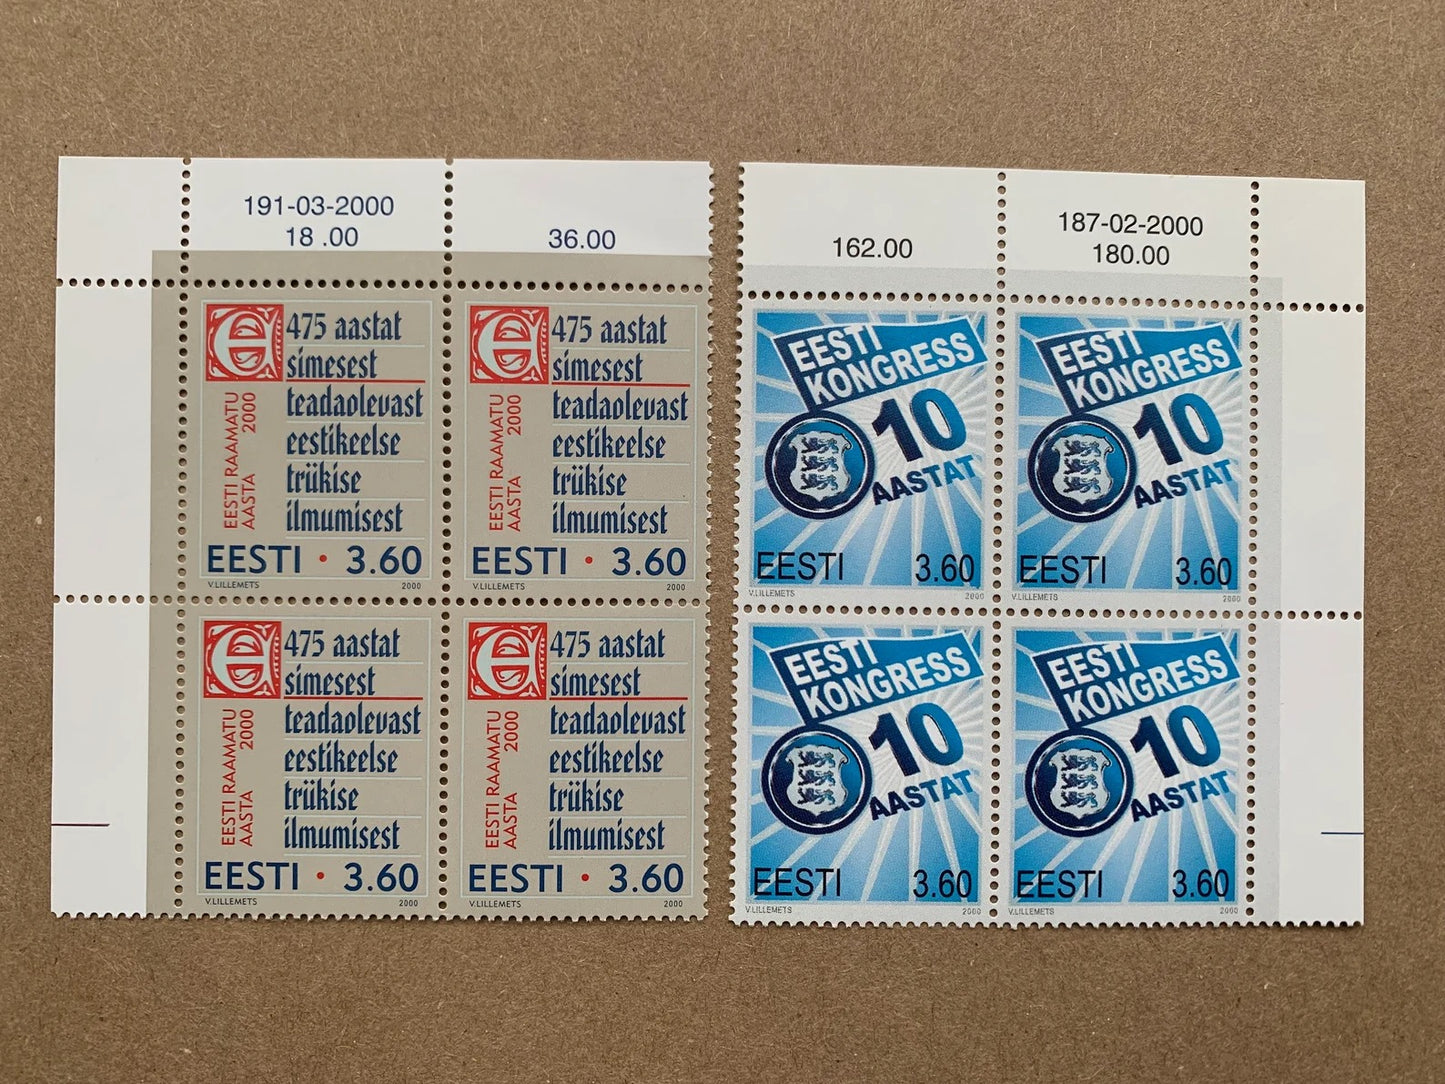 191-03-2000
18 .00
36.00
475 aastat
simesest
teadaolevast
eestikeelse
trükise
ilmumisest
EESTI RAAMATU
AASTA 2000
EESTI · 3.60
V.LILLEMETS 2000
475 aastat
simesest
teadaolevast
eestikeelse
trükise
ilmumisest
EESTI RAAMATU
AASTA 2000
EESTI · 3.60
V.LILLEMETS 2000
475 aastat
simesest
teadaolevast
eestikeelse
trükise
ilmumisest
EESTI RAAMATU
AASTA 2000
EESTI · 3.60
V.LILLEMETS 2000
475 aastat
simesest
teadaolevast
eestikeelse
trükise
ilmumisest
EESTI RAAMATU
AASTA 2000
EESTI · 3.60
V.LILLEMETS 2000
162.00
187-02-2000
180.00
EESTI
KONGRESS
10
AASTAT
EESTI 3.60
V.LILLEMETS 2000
EESTI
KONGRESS
10
AASTAT
EESTI 3.60
V.LILLEMETS 2000
EESTI
KONGRESS
10
AASTAT
EESTI 3.60
V.LILLEMETS 2000
EESTI
KONGRESS
10
AASTAT
EESTI 3.60
V.LILLEMETS 2000